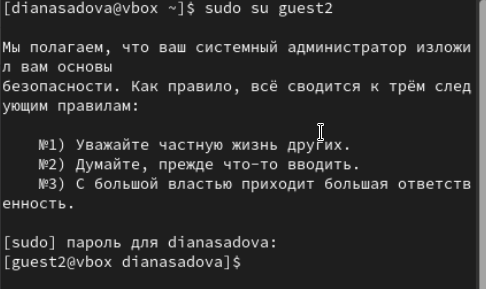 [dianasadova@vbox ~]$ sudo su guest2
Мы полагаем, что ваш системный администратор изложи
л вам основы
безопасности. Как правило, всё сводится к трём след
ующим правилам:
№1) Уважайте частную жизнь других.
№2) Думайте, прежде что-то вводить.
№3) С большой властью приходит большая ответств
енность.
[sudo] пароль для dianasadova:
[guest2@vbox dianasadova]$